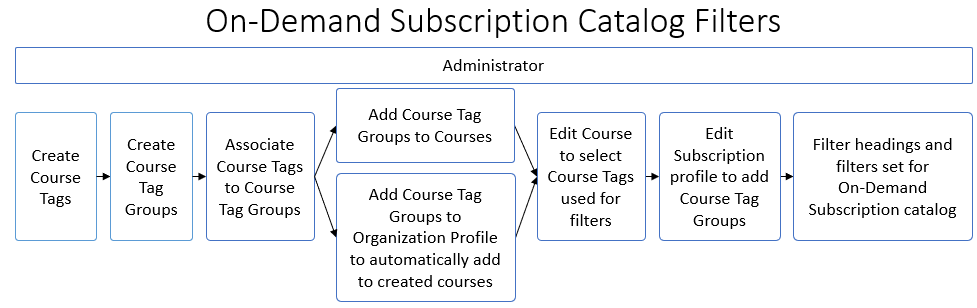 On-Demand Subscription Catalog Filters
Administrator
Create
Course
Tags
Create
Course
Tag
Groups
Associate
Course Tags
to Course
Tag Groups
Add Course Tag
Groups to Courses
Add Course Tag
Groups to
Organization Profile
to automatically add
to created courses
Edit Course
to select
Course Tags
used for
filters
Edit
Subscription
profile to add
Course Tag
Groups
Filter headings and
filters set for
On-Demand
Subscription catalog